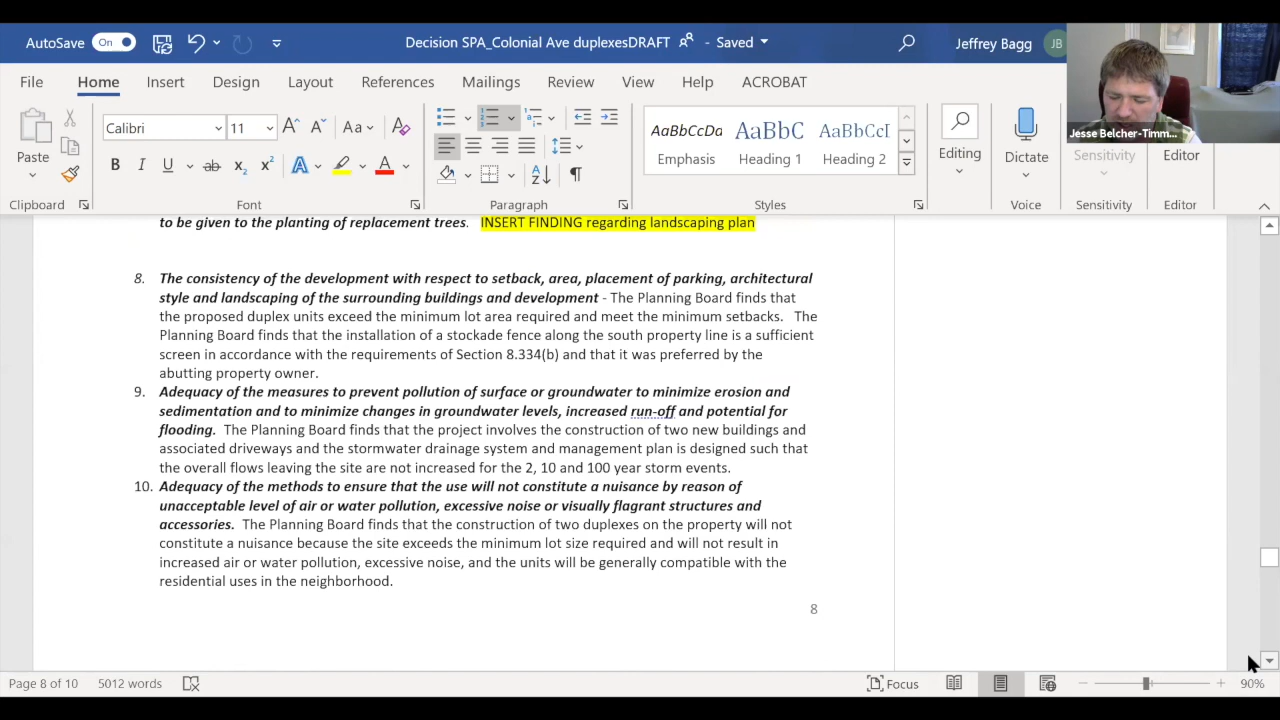 AutoSave On Decision SPA_Colonial Ave duplexesDRAFT - Saved Jeffrey Bagg JB
File Home Insert Design Layout References Mailings Review View Help ACROBAT
Jesse Belcher-Timm...
Calibri 11 Aa AaBbCcDd AaBbC AaBbCcI
Paste Emphasis Heading 1 Heading 2 Editing Dictate Sensitivity Editor
Clipboard Font Paragraph Styles Voice Sensitivity Editor
to be given to the planting of replacement trees. INSERT FINDING regarding landscaping plan
8. The consistency of the development with respect to setback, area, placement of parking, architectural
style and landscaping of the surrounding buildings and development - The Planning Board finds that
the proposed duplex units exceed the minimum lot area required and meet the minimum setbacks. The
Planning Board finds that the installation of a stockade fence along the south property line is a sufficient
screen in accordance with the requirements of Section 8.334(b) and that it was preferred by the
abutting property owner.
9. Adequacy of the measures to prevent pollution of surface or groundwater to minimize erosion and
sedimentation and to minimize changes in groundwater levels, increased run-off and potential for
flooding. The Planning Board finds that the project involves the construction of two new buildings and
associated driveways and the stormwater drainage system and management plan is designed such that
the overall flows leaving the site are not increased for the 2, 10 and 100 year storm events.
10. Adequacy of the methods to ensure that the use will not constitute a nuisance by reason of
unacceptable level of air or water pollution, excessive noise or visually flagrant structures and
accessories. The Planning Board finds that the construction of two duplexes on the property will not
constitute a nuisance because the site exceeds the minimum lot size required and will not result in
increased air or water pollution, excessive noise, and the units will be generally compatible with the
residential uses in the neighborhood.
8
Page 8 of 10 5012 words Focus 90%